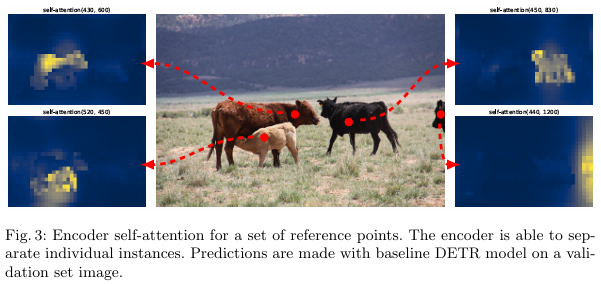 self-attention(430, 600)
self-attention(450, 830)
self-attention(520, 450)
self-attention(440, 1200)
Fig. 3: Encoder self-attention for a set of reference points. The encoder is able to sep-
arate individual instances. Predictions are made with baseline DETR model on a vali-
dation set image.